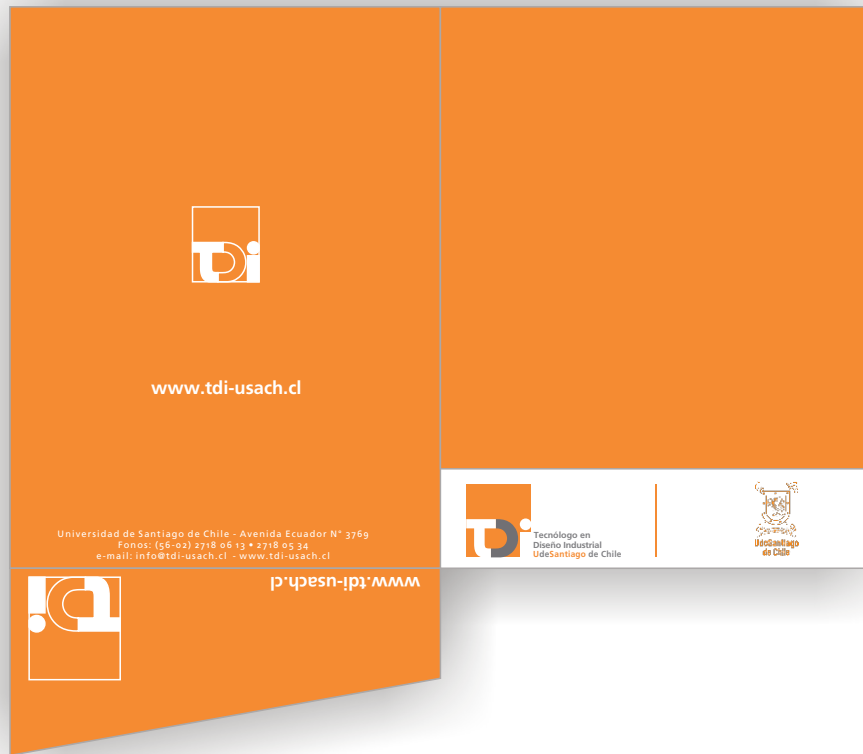 TDi
www.tdi-usach.cl
Universidad de Santiago de Chile - Avenida Ecuador N° 3769
Fonos: (56-02) 2718 06 13 • 2718 05 34
e-mail: info@tdi-usach.cl - www.tdi-usach.cl
TDi
Tecnólogo en
Diseño Industrial
UdeSantiago de Chile
UdeSantiago
de Chile
www.tdi-usach.cl
TDi